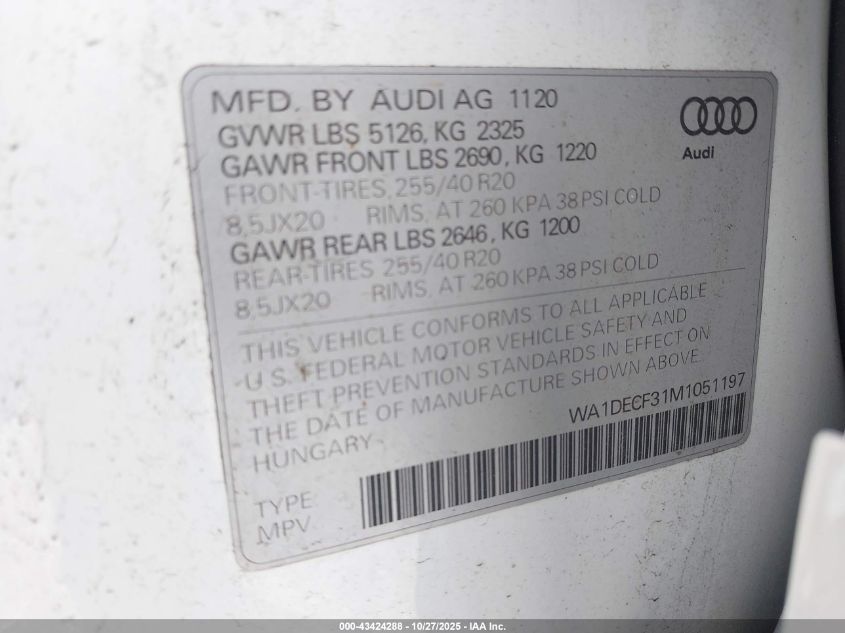 MFD. BY AUDI AG 1120
GVWR LBS 5126, KG 2325
GAWR FRONT LBS 2690, KG 1220
FRONT-TIRES, 255/40 R20
8,5JX20 RIMS, AT 260 KPA 38 PSI COLD
GAWR REAR LBS 2646, KG 1200
REAR-TIRES 255/40 R20
8,5JX20 RIMS, AT 260 KPA 38 PSI COLD
Audi
THIS VEHICLE CONFORMS TO ALL APPLICABLE
U.S. FEDERAL MOTOR VEHICLE SAFETY AND
THEFT PREVENTION STANDARDS IN EFFECT ON
THE DATE OF MANUFACTURE SHOWN ABOVE
HUNGARY
WA1DECF31M1051197
TYPE
MPV
000-43424288 - 10/27/2025 - IAA Inc.